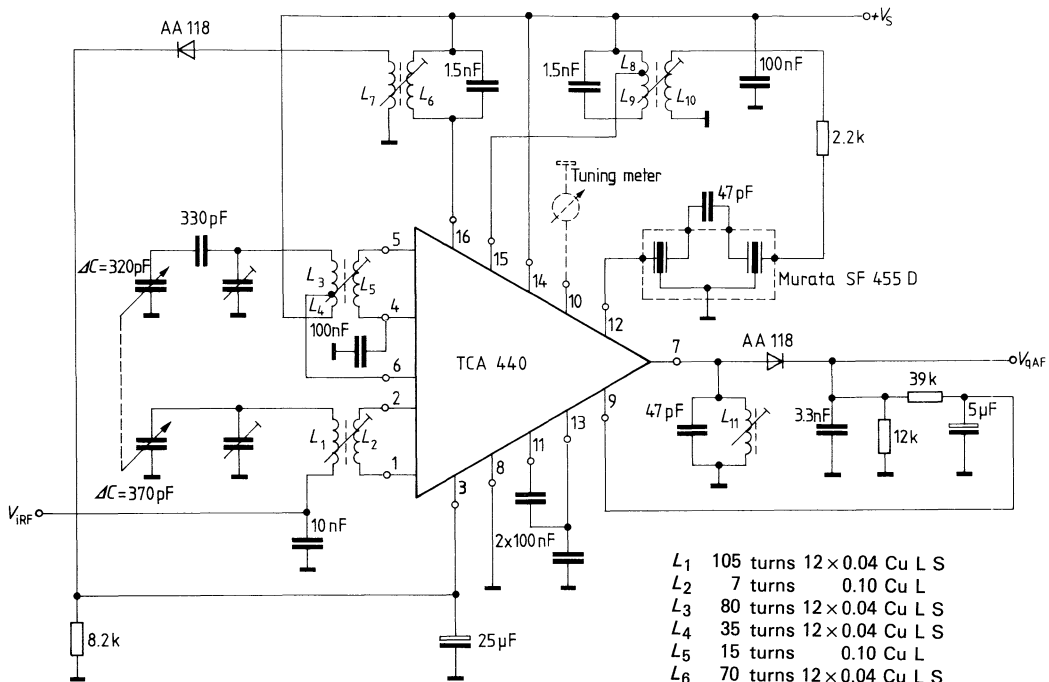 AA 118
+V_S
1.5nF
L_7
L_6
1.5nF
L_8
L_9
L_10
100nF
2.2k
Tuning meter
47pF
Murata SF 455 D
330pF
ΔC=320pF
L_3
L_4
L_5
100nF
5
4
6
2
1
16
15
14
10
12
TCA 440
7
9
13
11
8
3
AA 118
V_qAF
47pF
L_11
3.3nF
39k
12k
5µF
L_1
L_2
ΔC=370pF
V_iRF
10nF
2x100nF
8.2k
25µF
L_1 105 turns 12×0.04 Cu L S
L_2 7 turns 0.10 Cu L
L_3 80 turns 12×0.04 Cu L S
L_4 35 turns 12×0.04 Cu L S
L_5 15 turns 0.10 Cu L
L_6 70 turns 12×0.04 Cu L S